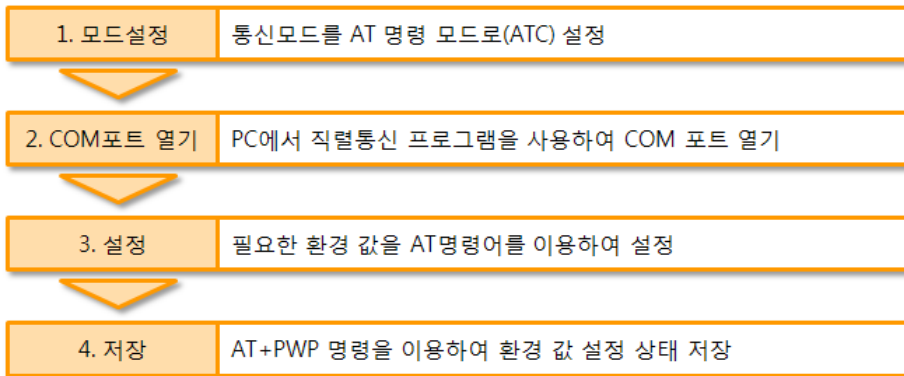 1. 모드설정 통신모드를 AT 명령 모드로(ATC) 설정
2. COM포트 열기 PC에서 직렬통신 프로그램을 사용하여 COM 포트 열기
3. 설정 필요한 환경 값을 AT명령어를 이용하여 설정
4. 저장 AT+PWP 명령을 이용하여 환경 값 설정 상태 저장